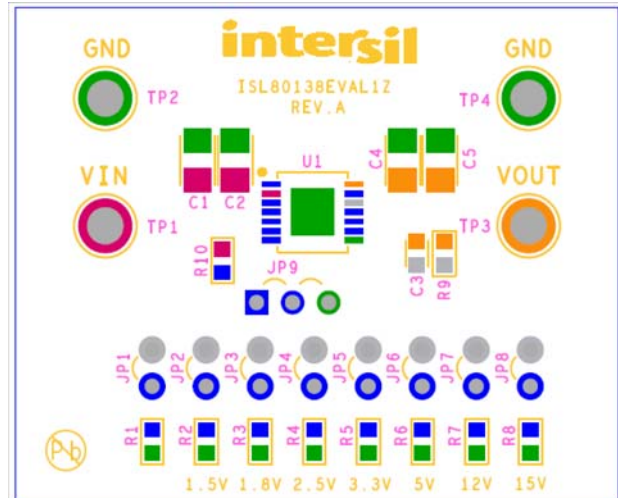 intersil
GND
GND
ISL80138EVAL1Z
REV.A
TP2
TP4
U1
C4
C5
VIN
VOUT
C1
C2
TP1
TP3
R10
JP9
C3
R9
JP1
JP2
JP3
JP4
JP5
JP6
JP7
JP8
R1
R2
R3
R4
R5
R6
R7
R8
Pb
1.5V
1.8V
2.5V
3.3V
5V
12V
15V